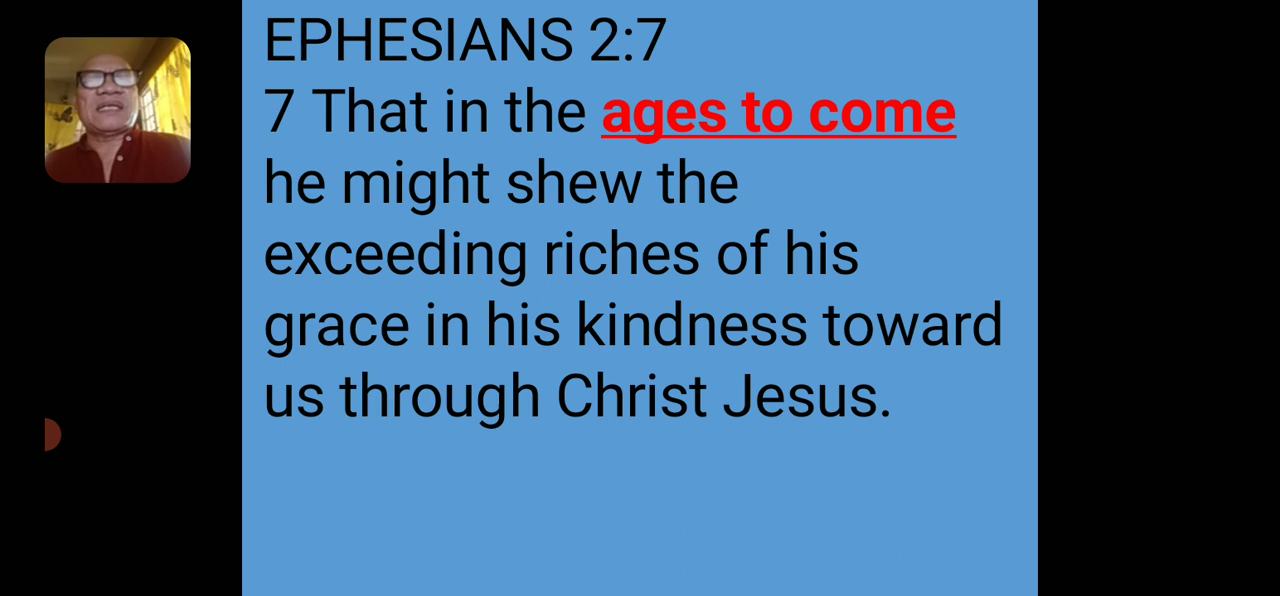 EPHESIANS 2:7
7 That in the ages to come
he might shew the
exceeding riches of his
grace in his kindness toward
us through Christ Jesus.